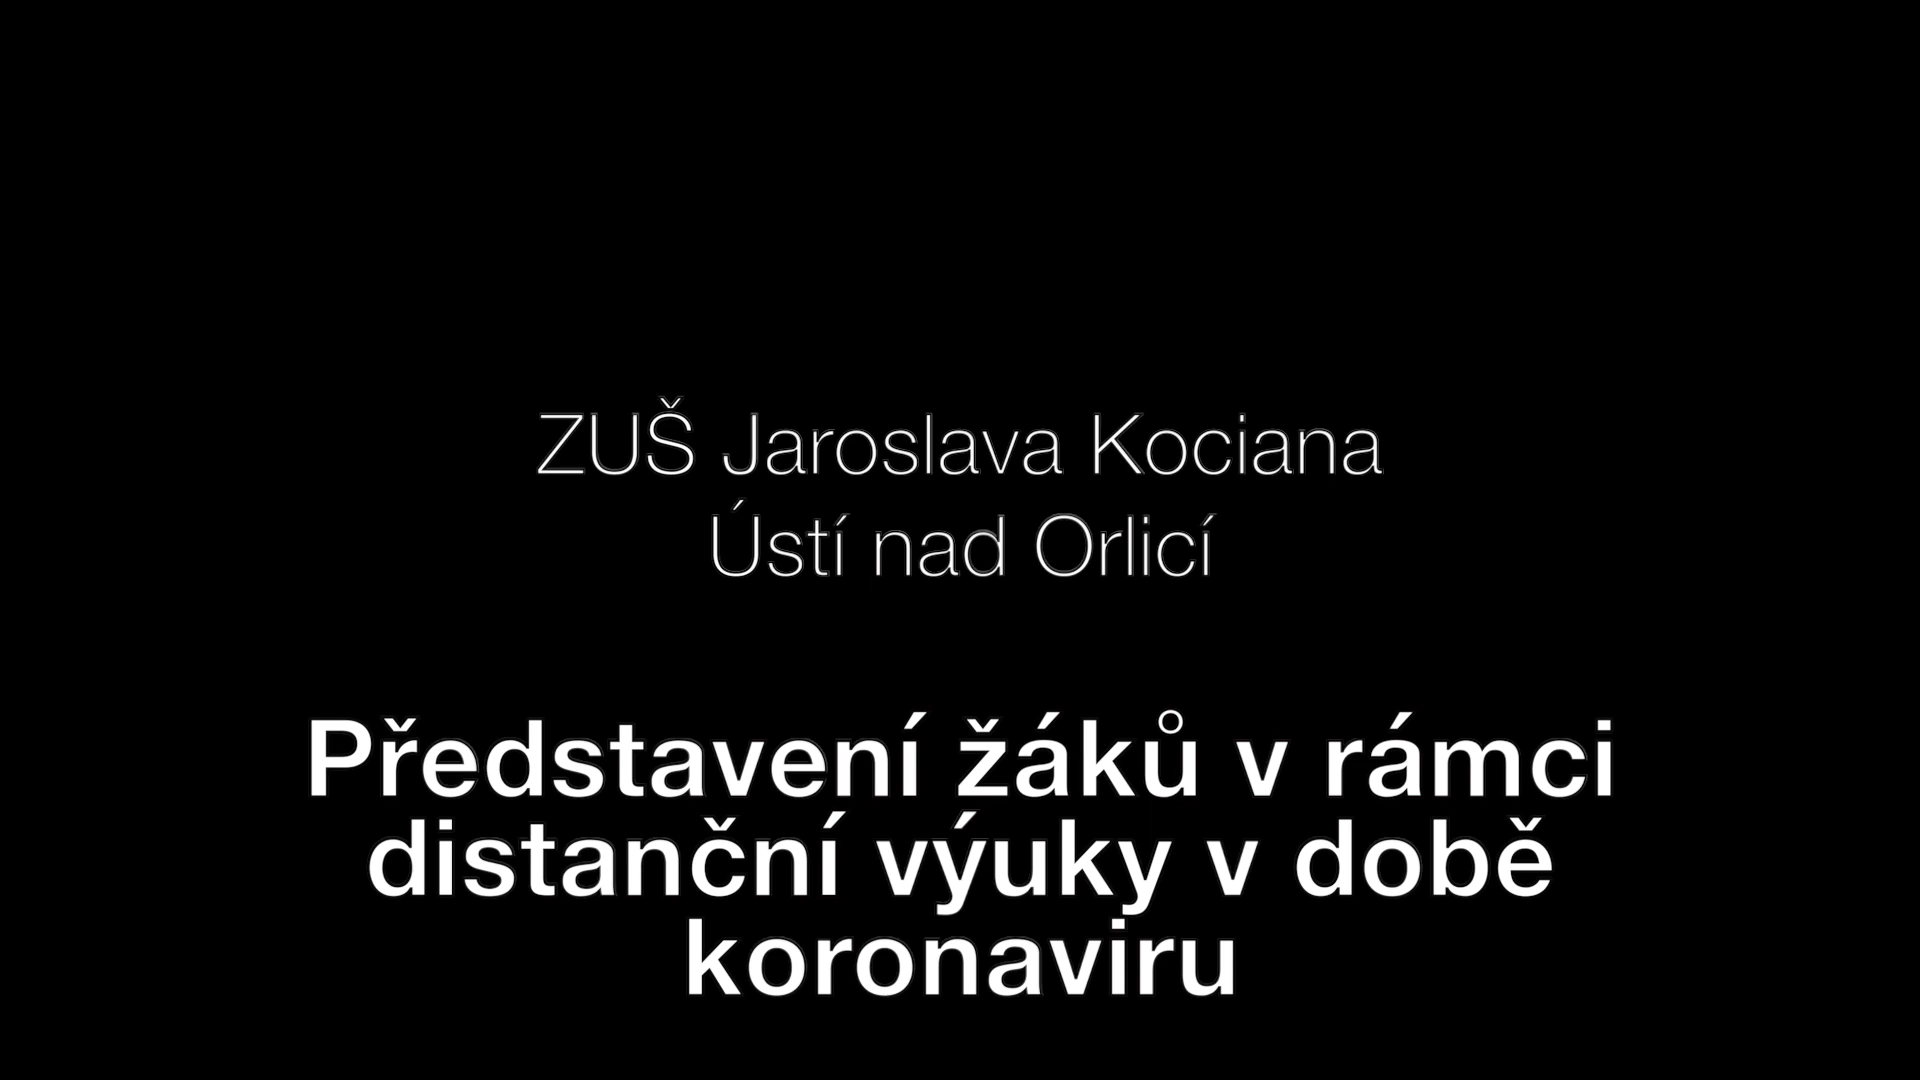 ZUŠ Jaroslava Kociana
Ústí nad Orlicí
Představení žáků v rámci
distanční výuky v době
koronaviru